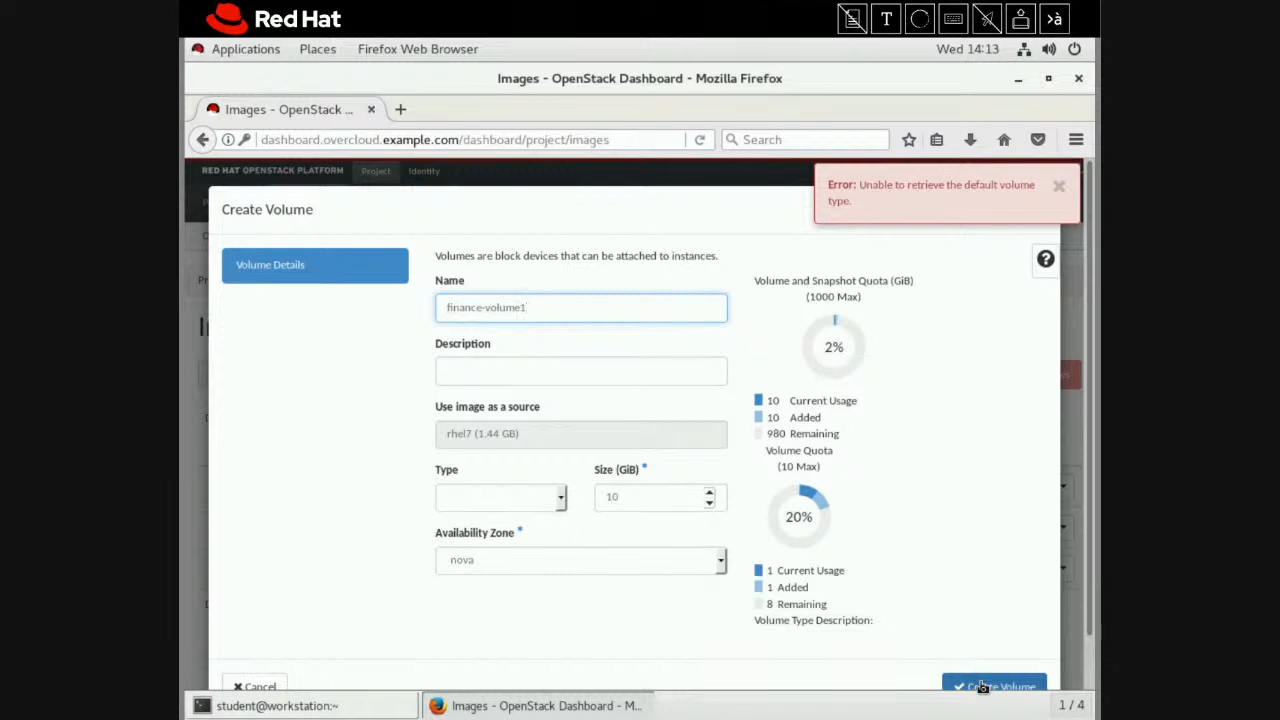 Red Hat
T
>à
Applications Places Firefox Web Browser Wed 14:13
Images - OpenStack Dashboard - Mozilla Firefox
Images - OpenStack ...
dashboard.overcloud.example.com/dashboard/project/images Search
RED HAT OPENSTACK PLATFORM Project Identity
Error: Unable to retrieve the default volume
type.
Create Volume
Volume Details
Volumes are block devices that can be attached to instances.
Name
finance-volume1
Description
Use image as a source
rhel7 (1.44 GB)
Type
Size (GiB) *
10
Availability Zone *
nova
Volume and Snapshot Quota (GiB)
(1000 Max)
2%
10 Current Usage
10 Added
980 Remaining
Volume Quota
(10 Max)
20%
1 Current Usage
1 Added
8 Remaining
Volume Type Description:
Cancel
Create Volume
student@workstation:~
Images - OpenStack Dashboard - M...
1 / 4